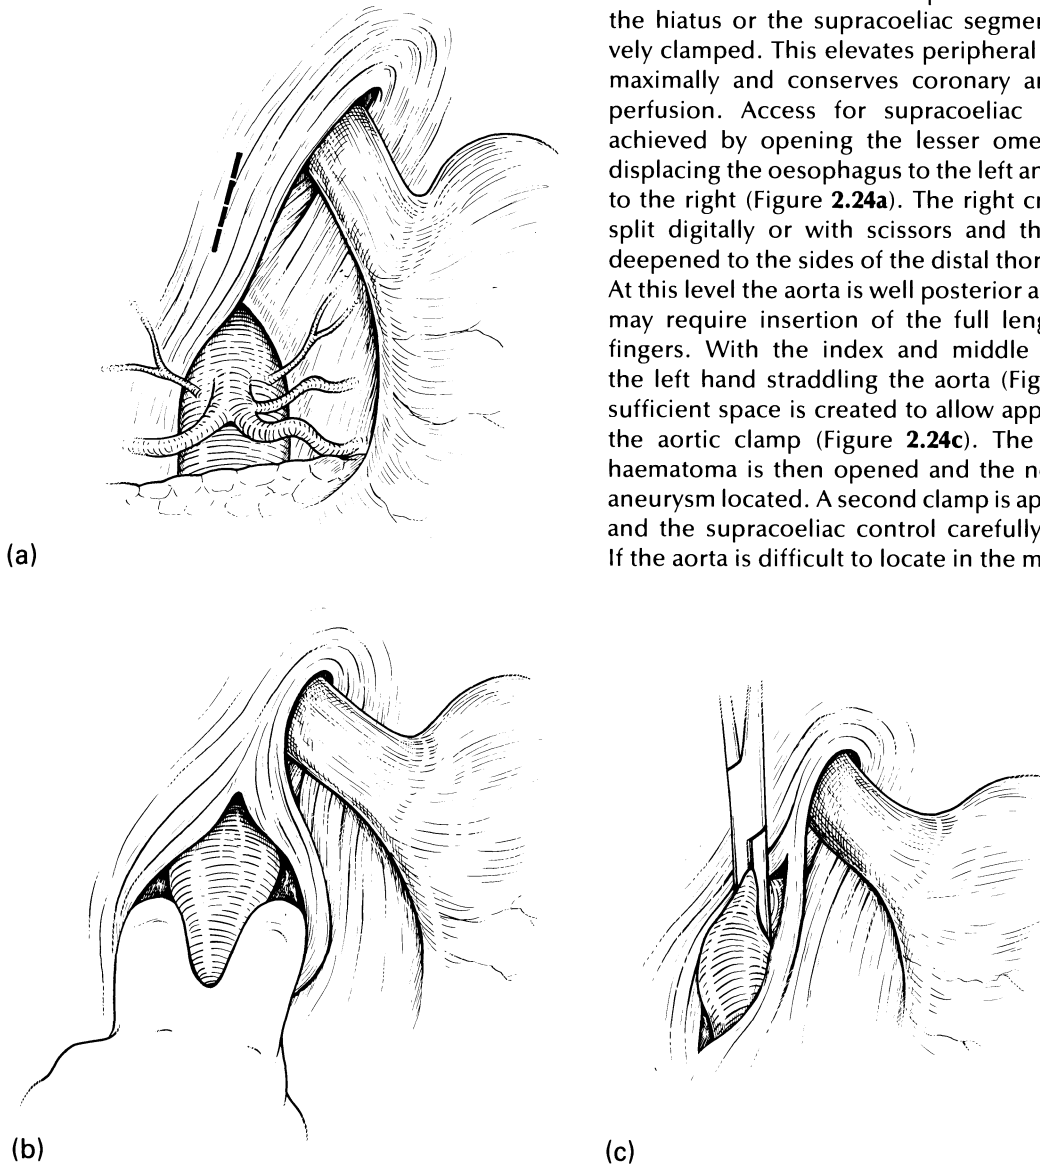 the hiatus or the supracoeliac segmen
vely clamped. This elevates peripheral
maximally and conserves coronary a
perfusion. Access for supracoeliac
achieved by opening the lesser ome
displacing the oesophagus to the left an
to the right (Figure 2.24a). The right cr
split digitally or with scissors and th
deepened to the sides of the distal thor
At this level the aorta is well posterior a
may require insertion of the full leng
fingers. With the index and middle
the left hand straddling the aorta (Fig
sufficient space is created to allow app
the aortic clamp (Figure 2.24c). The
haematoma is then opened and the n
aneurysm located. A second clamp is ap
and the supracoeliac control carefully
If the aorta is difficult to locate in the m
(a)
(b)
(c)